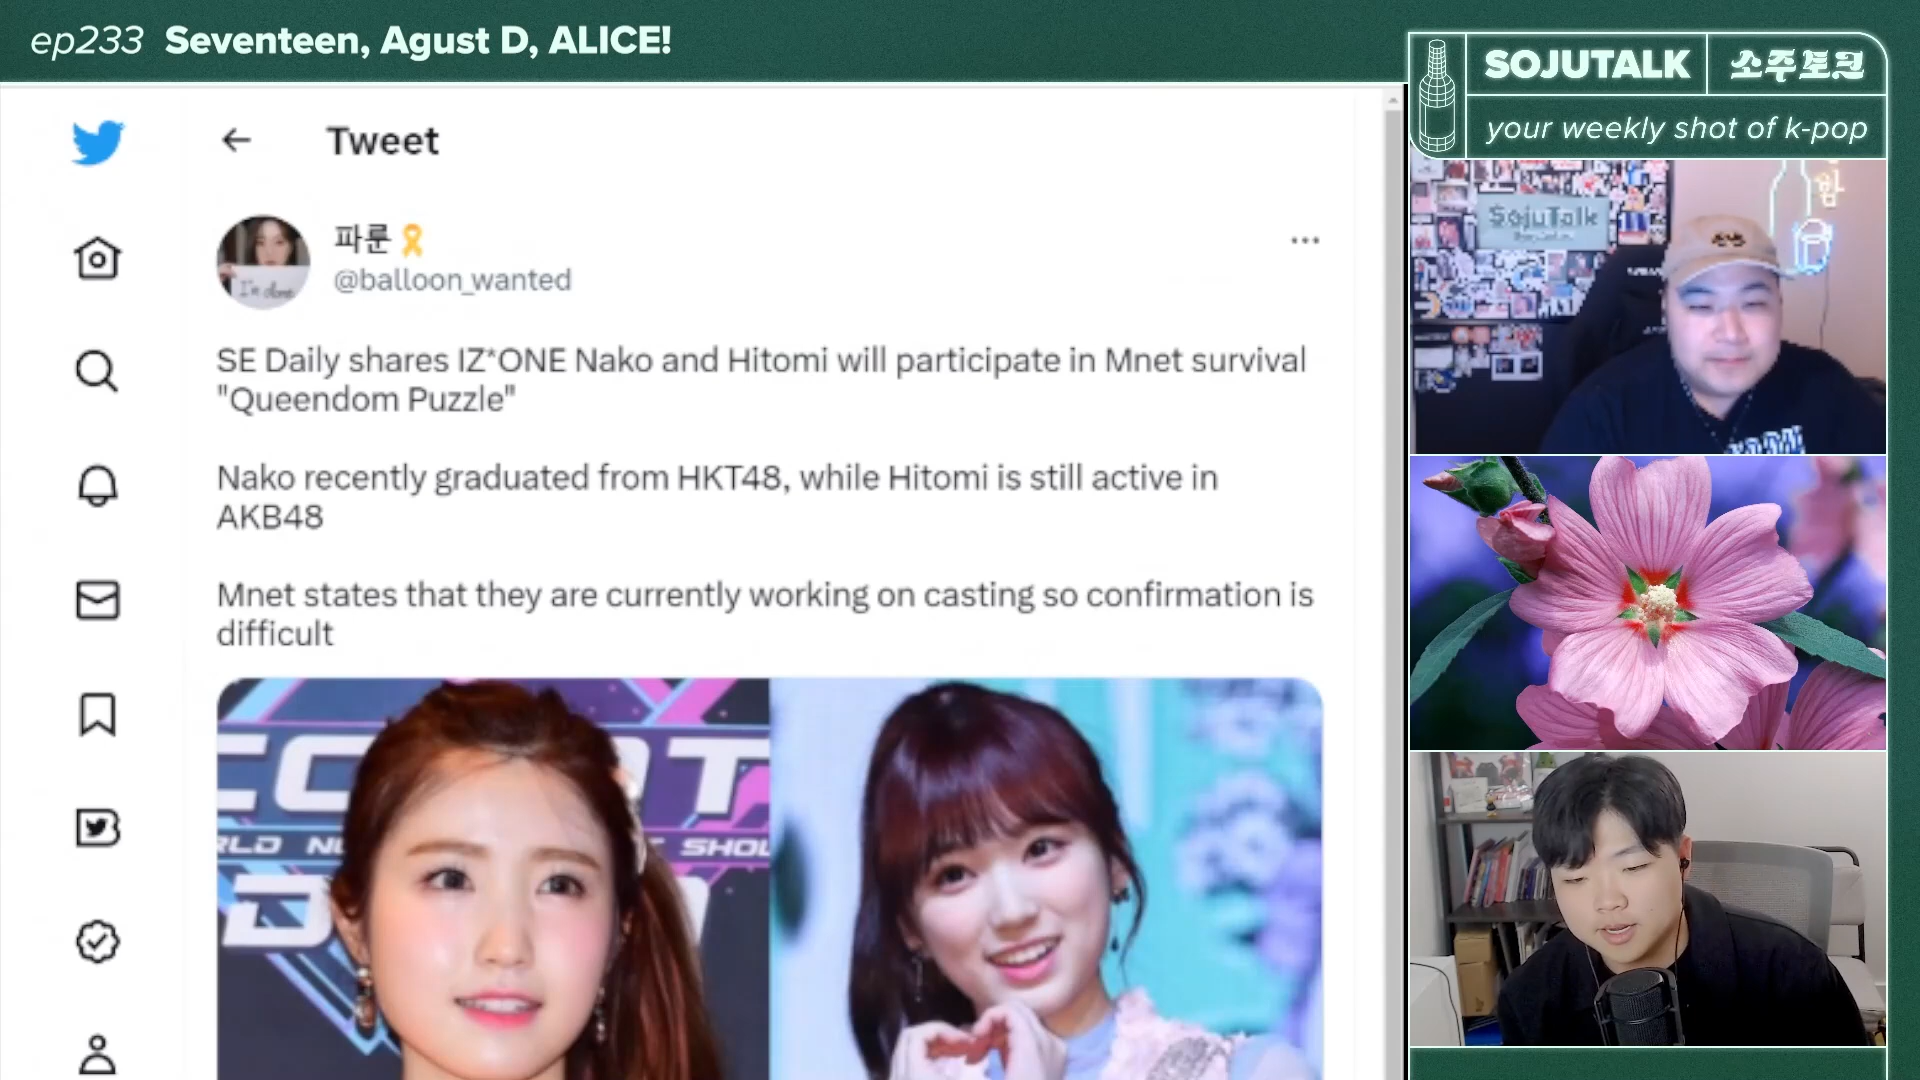 ep233 Seventeen, Agust D, ALICE!
SOJUTALK 소주토크
your weekly shot of k-pop
Tweet
파룬
@balloon_wanted
I'm done
SE Daily shares IZ*ONE Nako and Hitomi will participate in Mnet survival
"Queendom Puzzle"
Nako recently graduated from HKT48, while Hitomi is still active in
AKB48
Mnet states that they are currently working on casting so confirmation is
difficult
SojuTalk